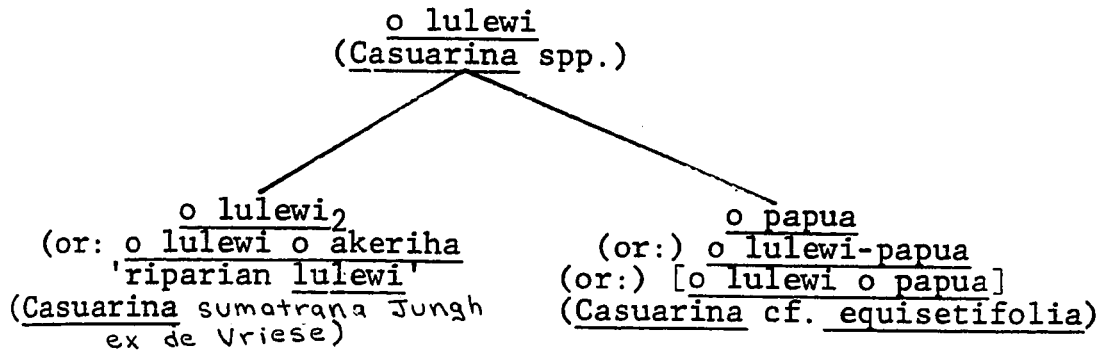 o lulewi
(Casuarina spp.)
o lulewi₂
(or: o lulewi o akeriha
'riparian lulewi'
(Casuarina sumatrana Jungh
ex de Vriese)
o papua
(or:) o lulewi-papua
(or:) [o lulewi o papua]
(Casuarina cf. equisetifolia)